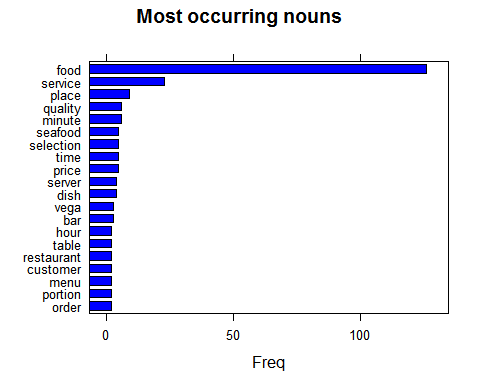 Most occurring nouns
food
service
place
quality
minute
seafood
selection
time
price
server
dish
vega
bar
hour
table
restaurant
customer
menu
portion
order
0 50 100
Freq